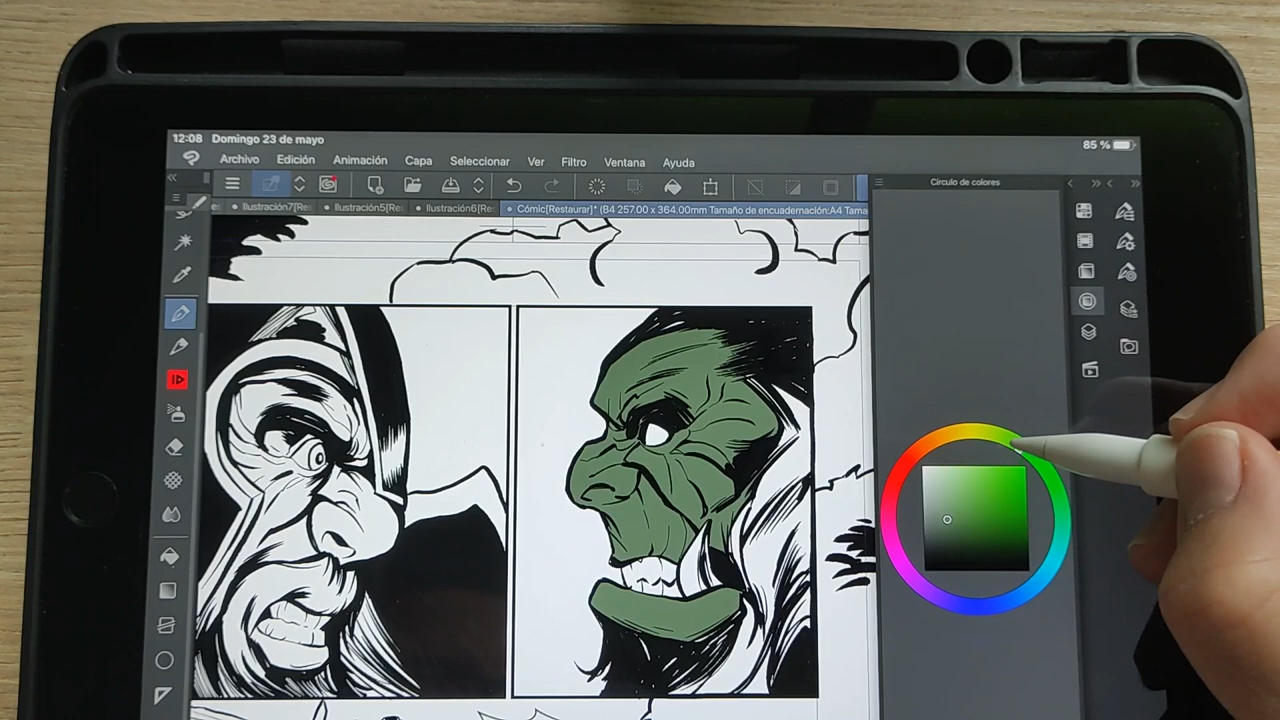 12:08 Domingo 23 de mayo
85 %
Archivo Edición Animación Capa Seleccionar Ver Filtro Ventana Ayuda
Círculo de colores
Ilustración7[Re Ilustración5[Re Ilustración6[Re Cómic[Restaurar]* (B4 257.00 x 364.00mm Tamaño de encuadernación:A4 Tama